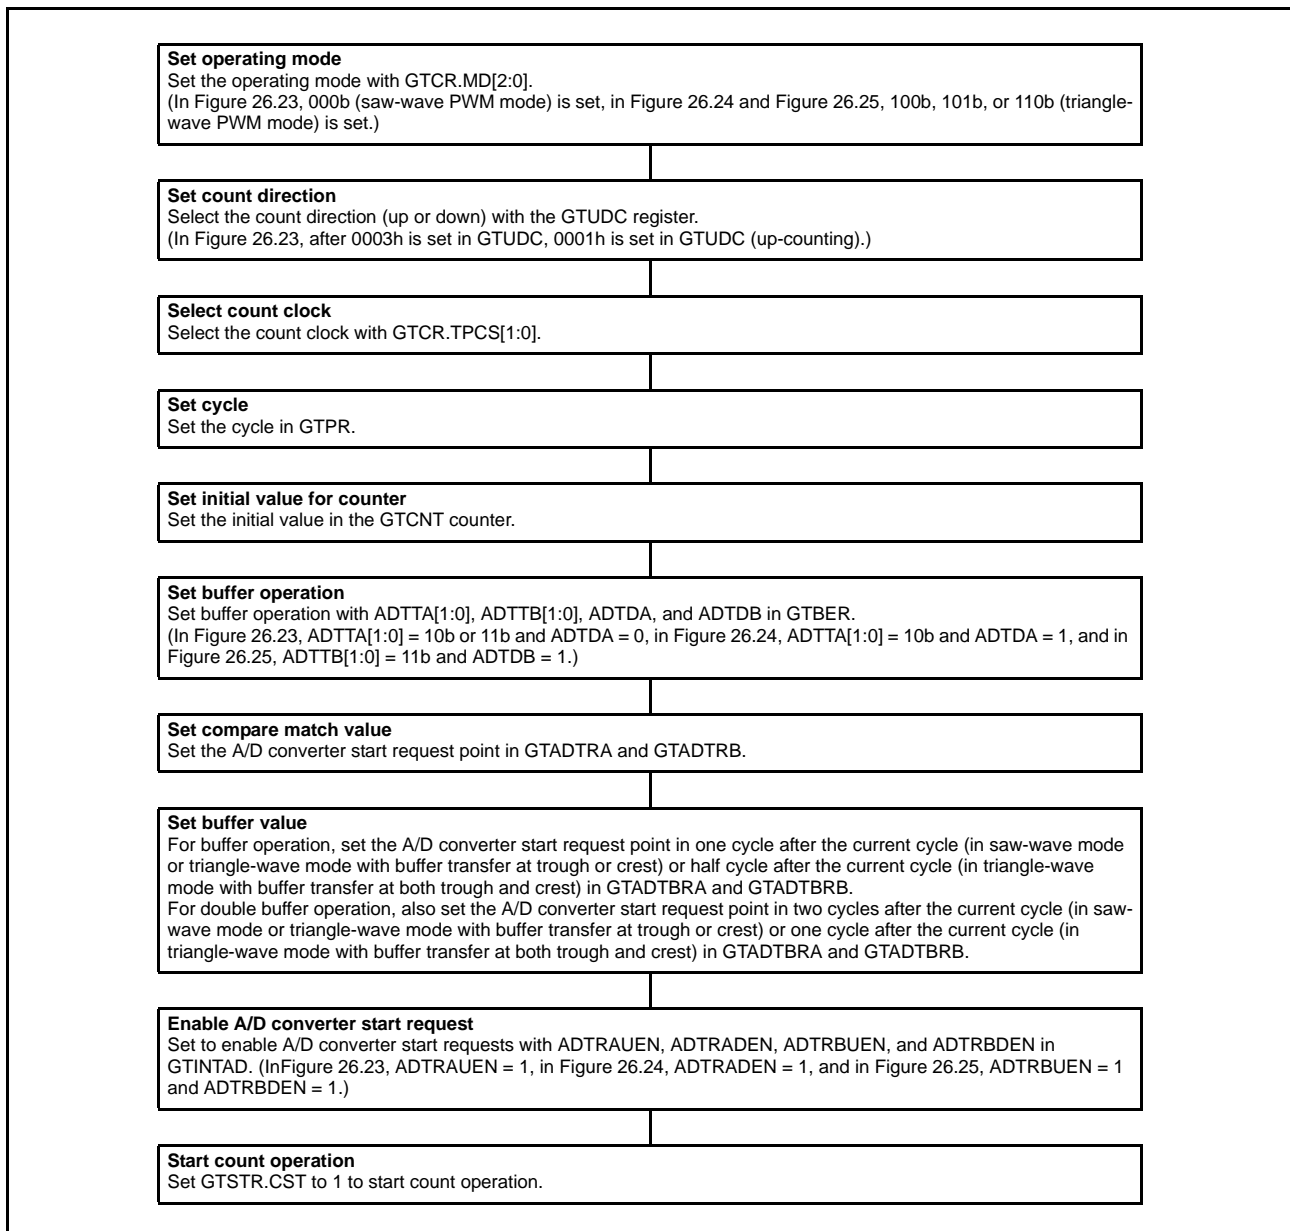 Set operating mode
Set the operating mode with GTCR.MD[2:0].
(In Figure 26.23, 000b (saw-wave PWM mode) is set, in Figure 26.24 and Figure 26.25, 100b, 101b, or 110b (triangle-
wave PWM mode) is set.)
Set count direction
Select the count direction (up or down) with the GTUDC register.
(In Figure 26.23, after 0003h is set in GTUDC, 0001h is set in GTUDC (up-counting).)
Select count clock
Select the count clock with GTCR.TPCS[1:0].
Set cycle
Set the cycle in GTPR.
Set initial value for counter
Set the initial value in the GTCNT counter.
Set buffer operation
Set buffer operation with ADTTA[1:0], ADTTB[1:0], ADTDA, and ADTDB in GTBER.
(In Figure 26.23, ADTTA[1:0] = 10b or 11b and ADTDA = 0, in Figure 26.24, ADTTA[1:0] = 10b and ADTDA = 1, and in
Figure 26.25, ADTTB[1:0] = 11b and ADTDB = 1.)
Set compare match value
Set the A/D converter start request point in GTADTRA and GTADTRB.
Set buffer value
For buffer operation, set the A/D converter start request point in one cycle after the current cycle (in saw-wave mode
or triangle-wave mode with buffer transfer at trough or crest) or half cycle after the current cycle (in triangle-wave
mode with buffer transfer at both trough and crest) in GTADTBRA and GTADTBRB.
For double buffer operation, also set the A/D converter start request point in two cycles after the current cycle (in saw-
wave mode or triangle-wave mode with buffer transfer at trough or crest) or one cycle after the current cycle (in
triangle-wave mode with buffer transfer at both trough and crest) in GTADTBRA and GTADTBRB.
Enable A/D converter start request
Set to enable A/D converter start requests with ADTRAUEN, ADTRADEN, ADTRBUEN, and ADTRBDEN in
GTINTAD. (InFigure 26.23, ADTRAUEN = 1, in Figure 26.24, ADTRADEN = 1, and in Figure 26.25, ADTRBUEN = 1
and ADTRBDEN = 1.)
Start count operation
Set GTSTR.CST to 1 to start count operation.